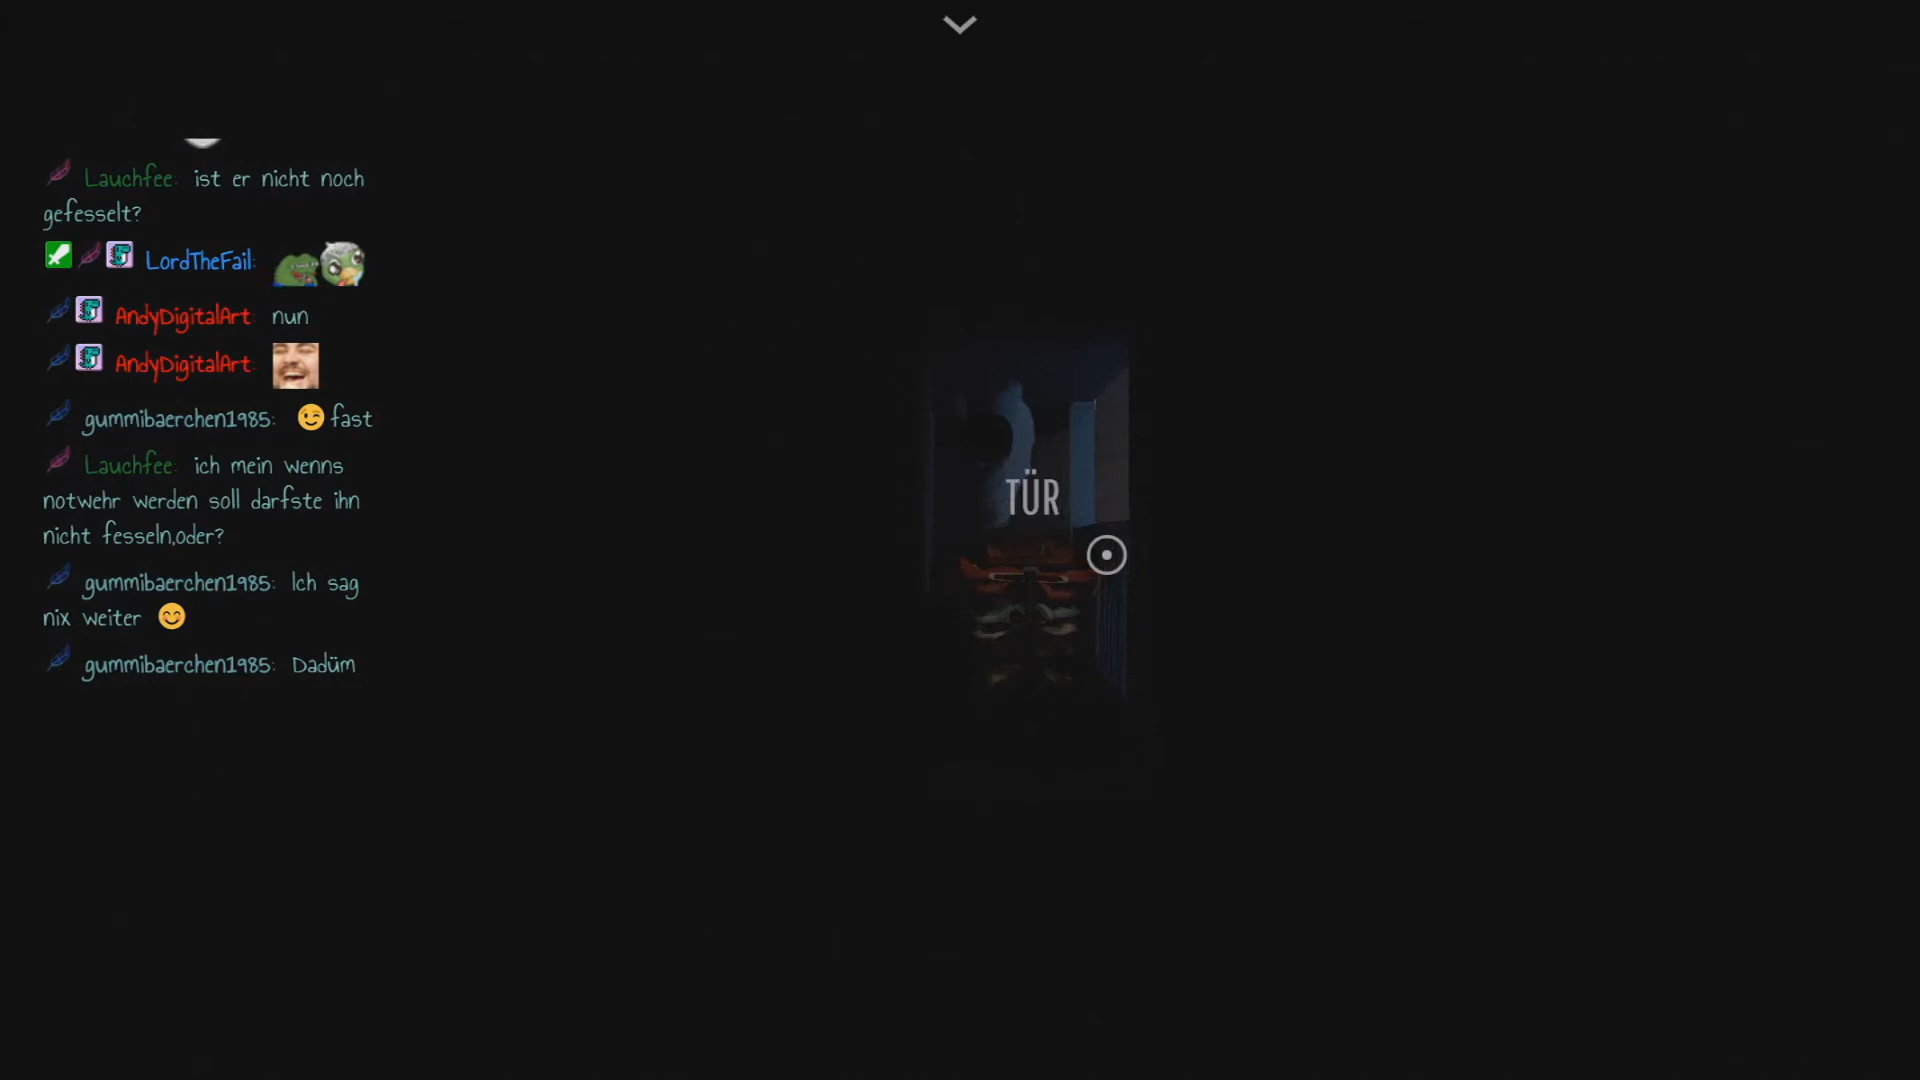 Lauchfee: ist er nicht noch
gefesselt?
LordTheFail:
AndyDigitalArt: nun
AndyDigitalArt:
gummibaerchen1985: 😉 fast
Lauchfee: ich mein wenns
notwehr werden soll darfste ihn
nicht fesseln,oder?
gummibaerchen1985: Ich sag
nix weiter 😊
gummibaerchen1985: Dadüm
TÜR